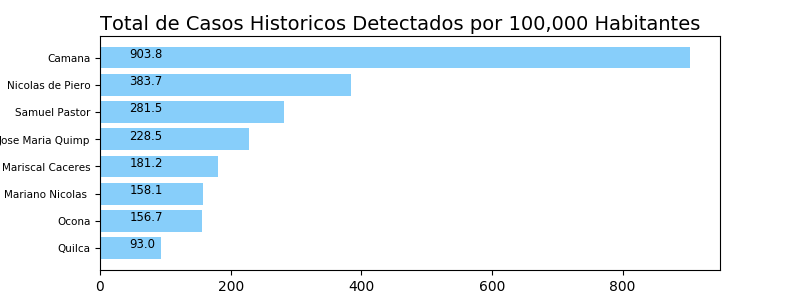 Total de Casos Historicos Detectados por 100,000 Habitantes
Camana 903.8
Nicolas de Piero 383.7
Samuel Pastor 281.5
Jose Maria Quimp 228.5
Mariscal Caceres 181.2
Mariano Nicolas 158.1
Ocona 156.7
Quilca 93.0
0 200 400 600 800